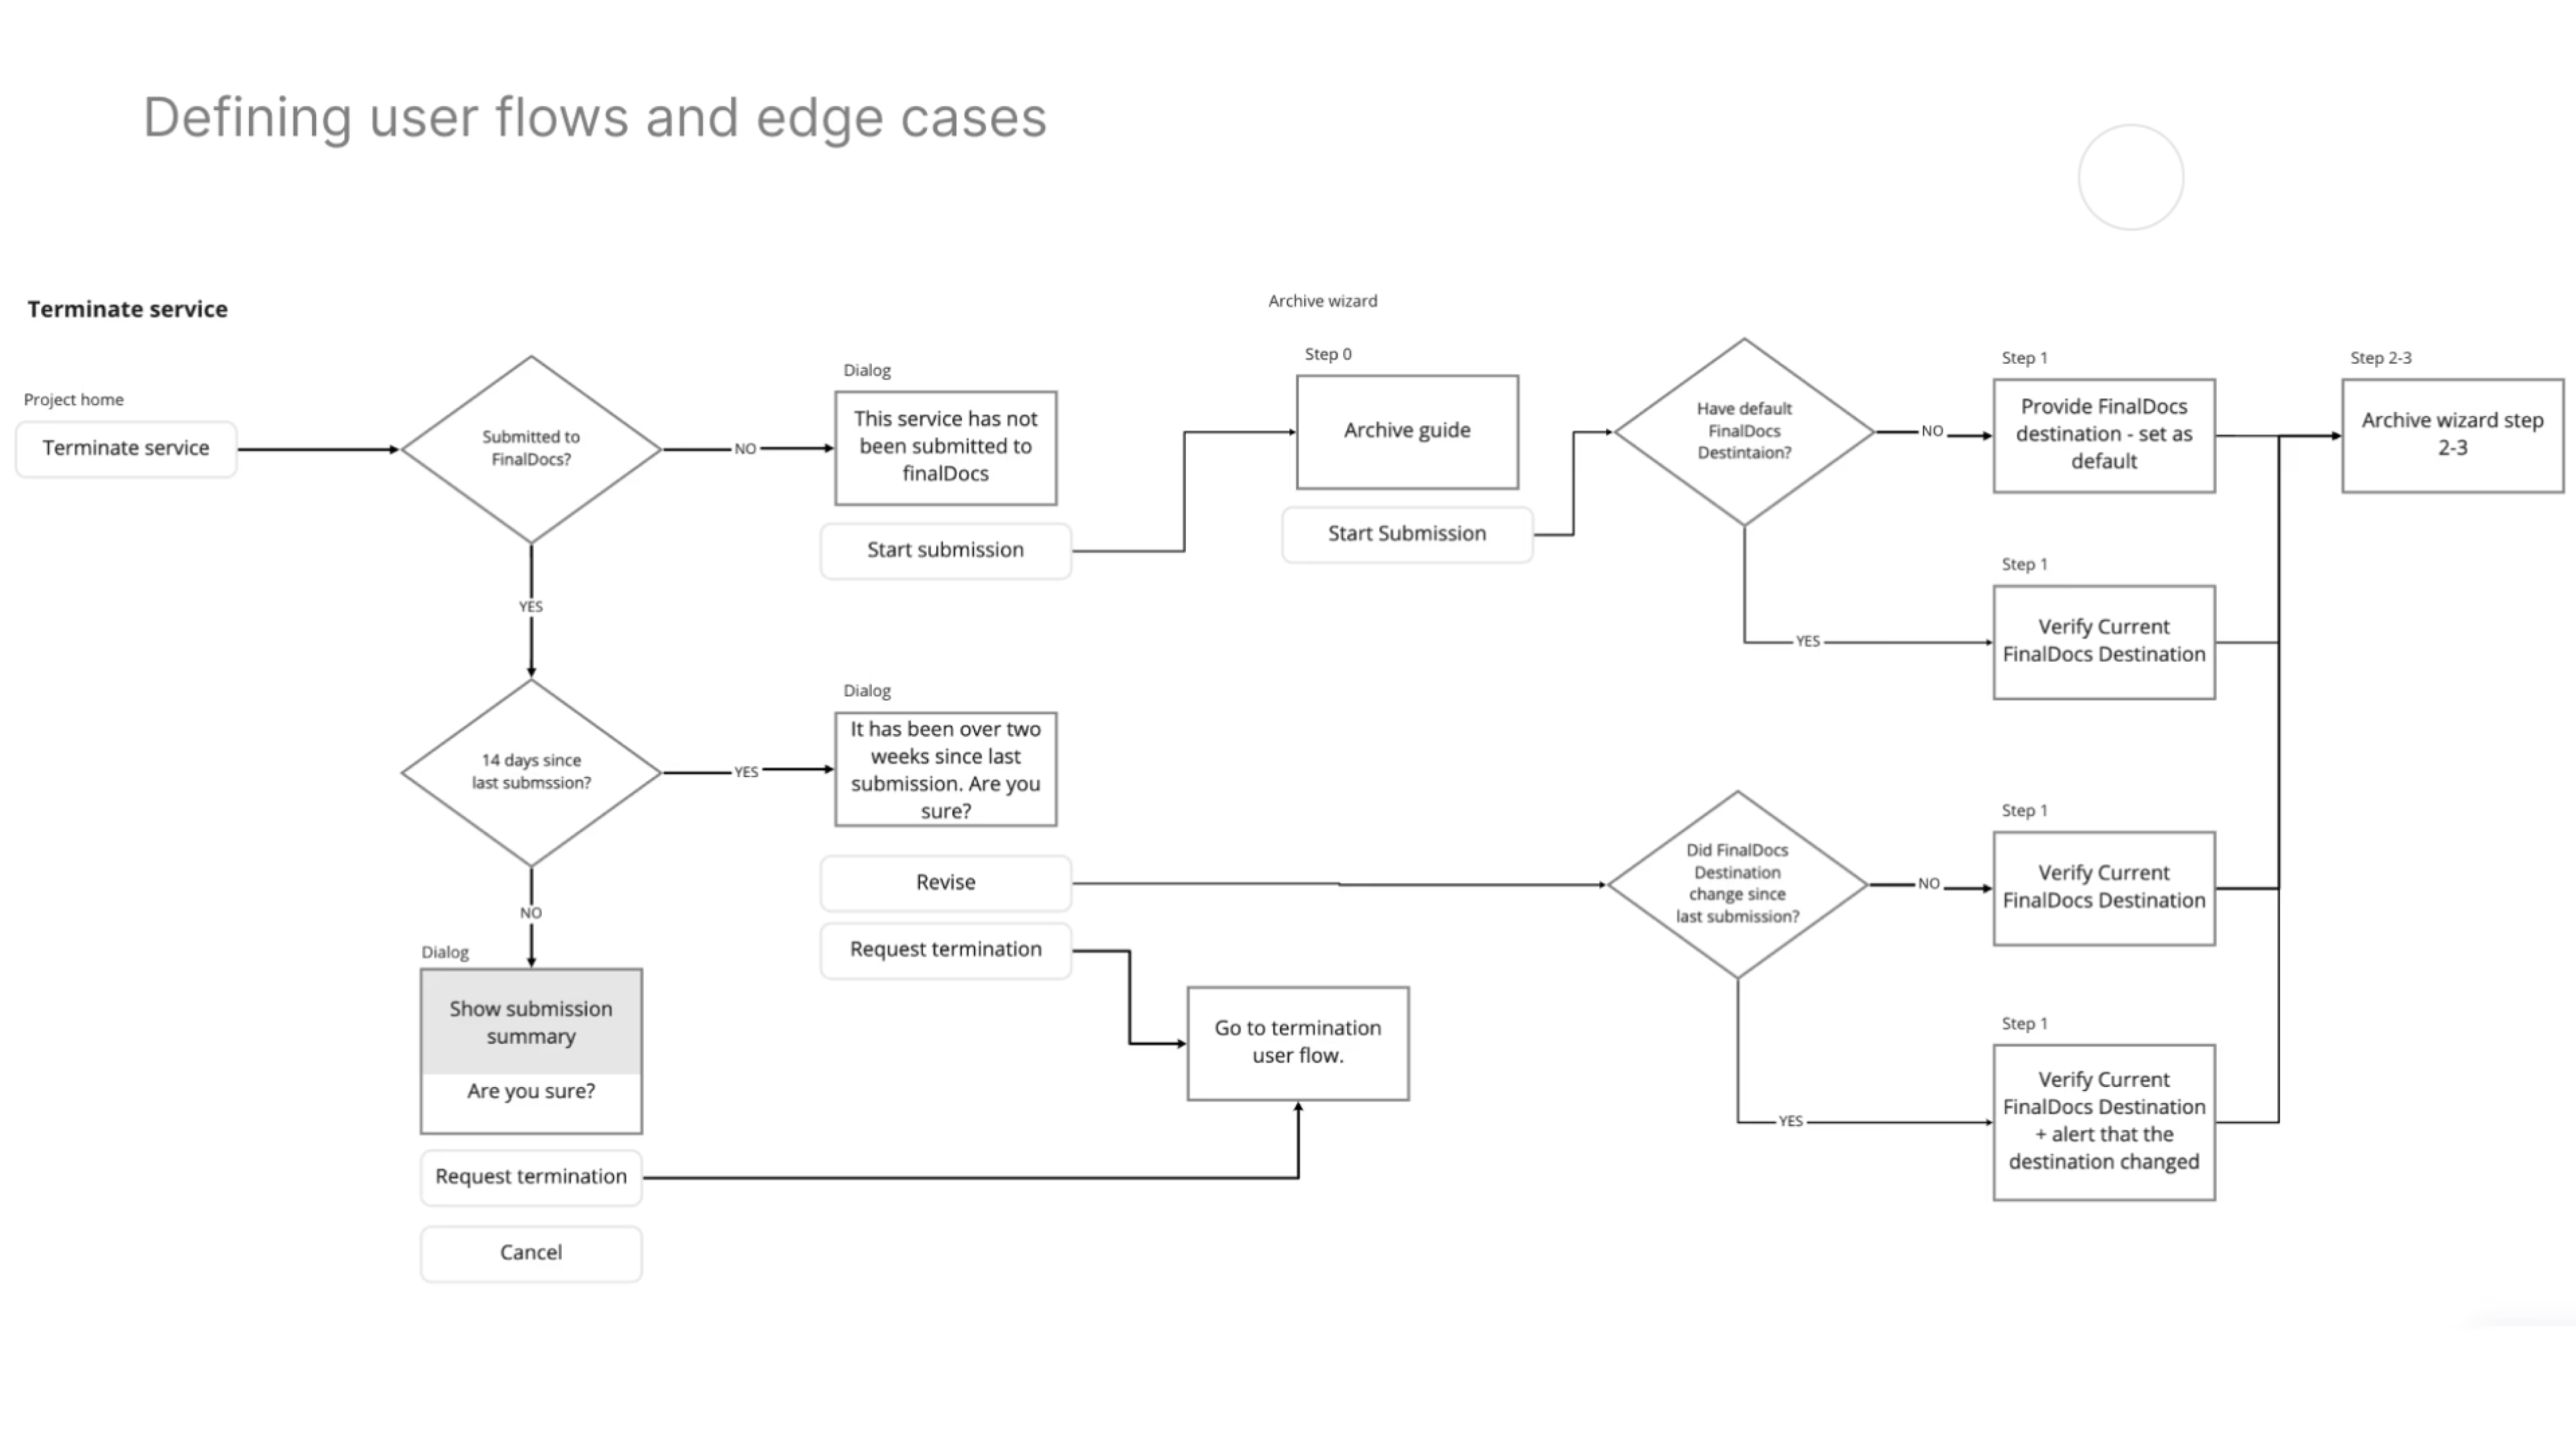 Defining user flows and edge cases
Terminate service
Archive wizard
Project home
Terminate service
Submitted to
FinalDocs?
NO
YES
Dialog
This service has not
been submitted to
finalDocs
Start submission
Step 0
Archive guide
Start Submission
Have default
FinalDocs
Destintaion?
NO
YES
Step 1
Provide FinalDocs
destination - set as
default
Step 2-3
Archive wizard step
2-3
Step 1
Verify Current
FinalDocs Destination
14 days since
last submssion?
YES
NO
Dialog
It has been over two
weeks since last
submission. Are you
sure?
Revise
Request termination
Did FinalDocs
Destination
change since
last submission?
NO
YES
Step 1
Verify Current
FinalDocs Destination
Step 1
Verify Current
FinalDocs Destination
+ alert that the
destination changed
Go to termination
user flow.
Dialog
Show submission
summary
Are you sure?
Request termination
Cancel